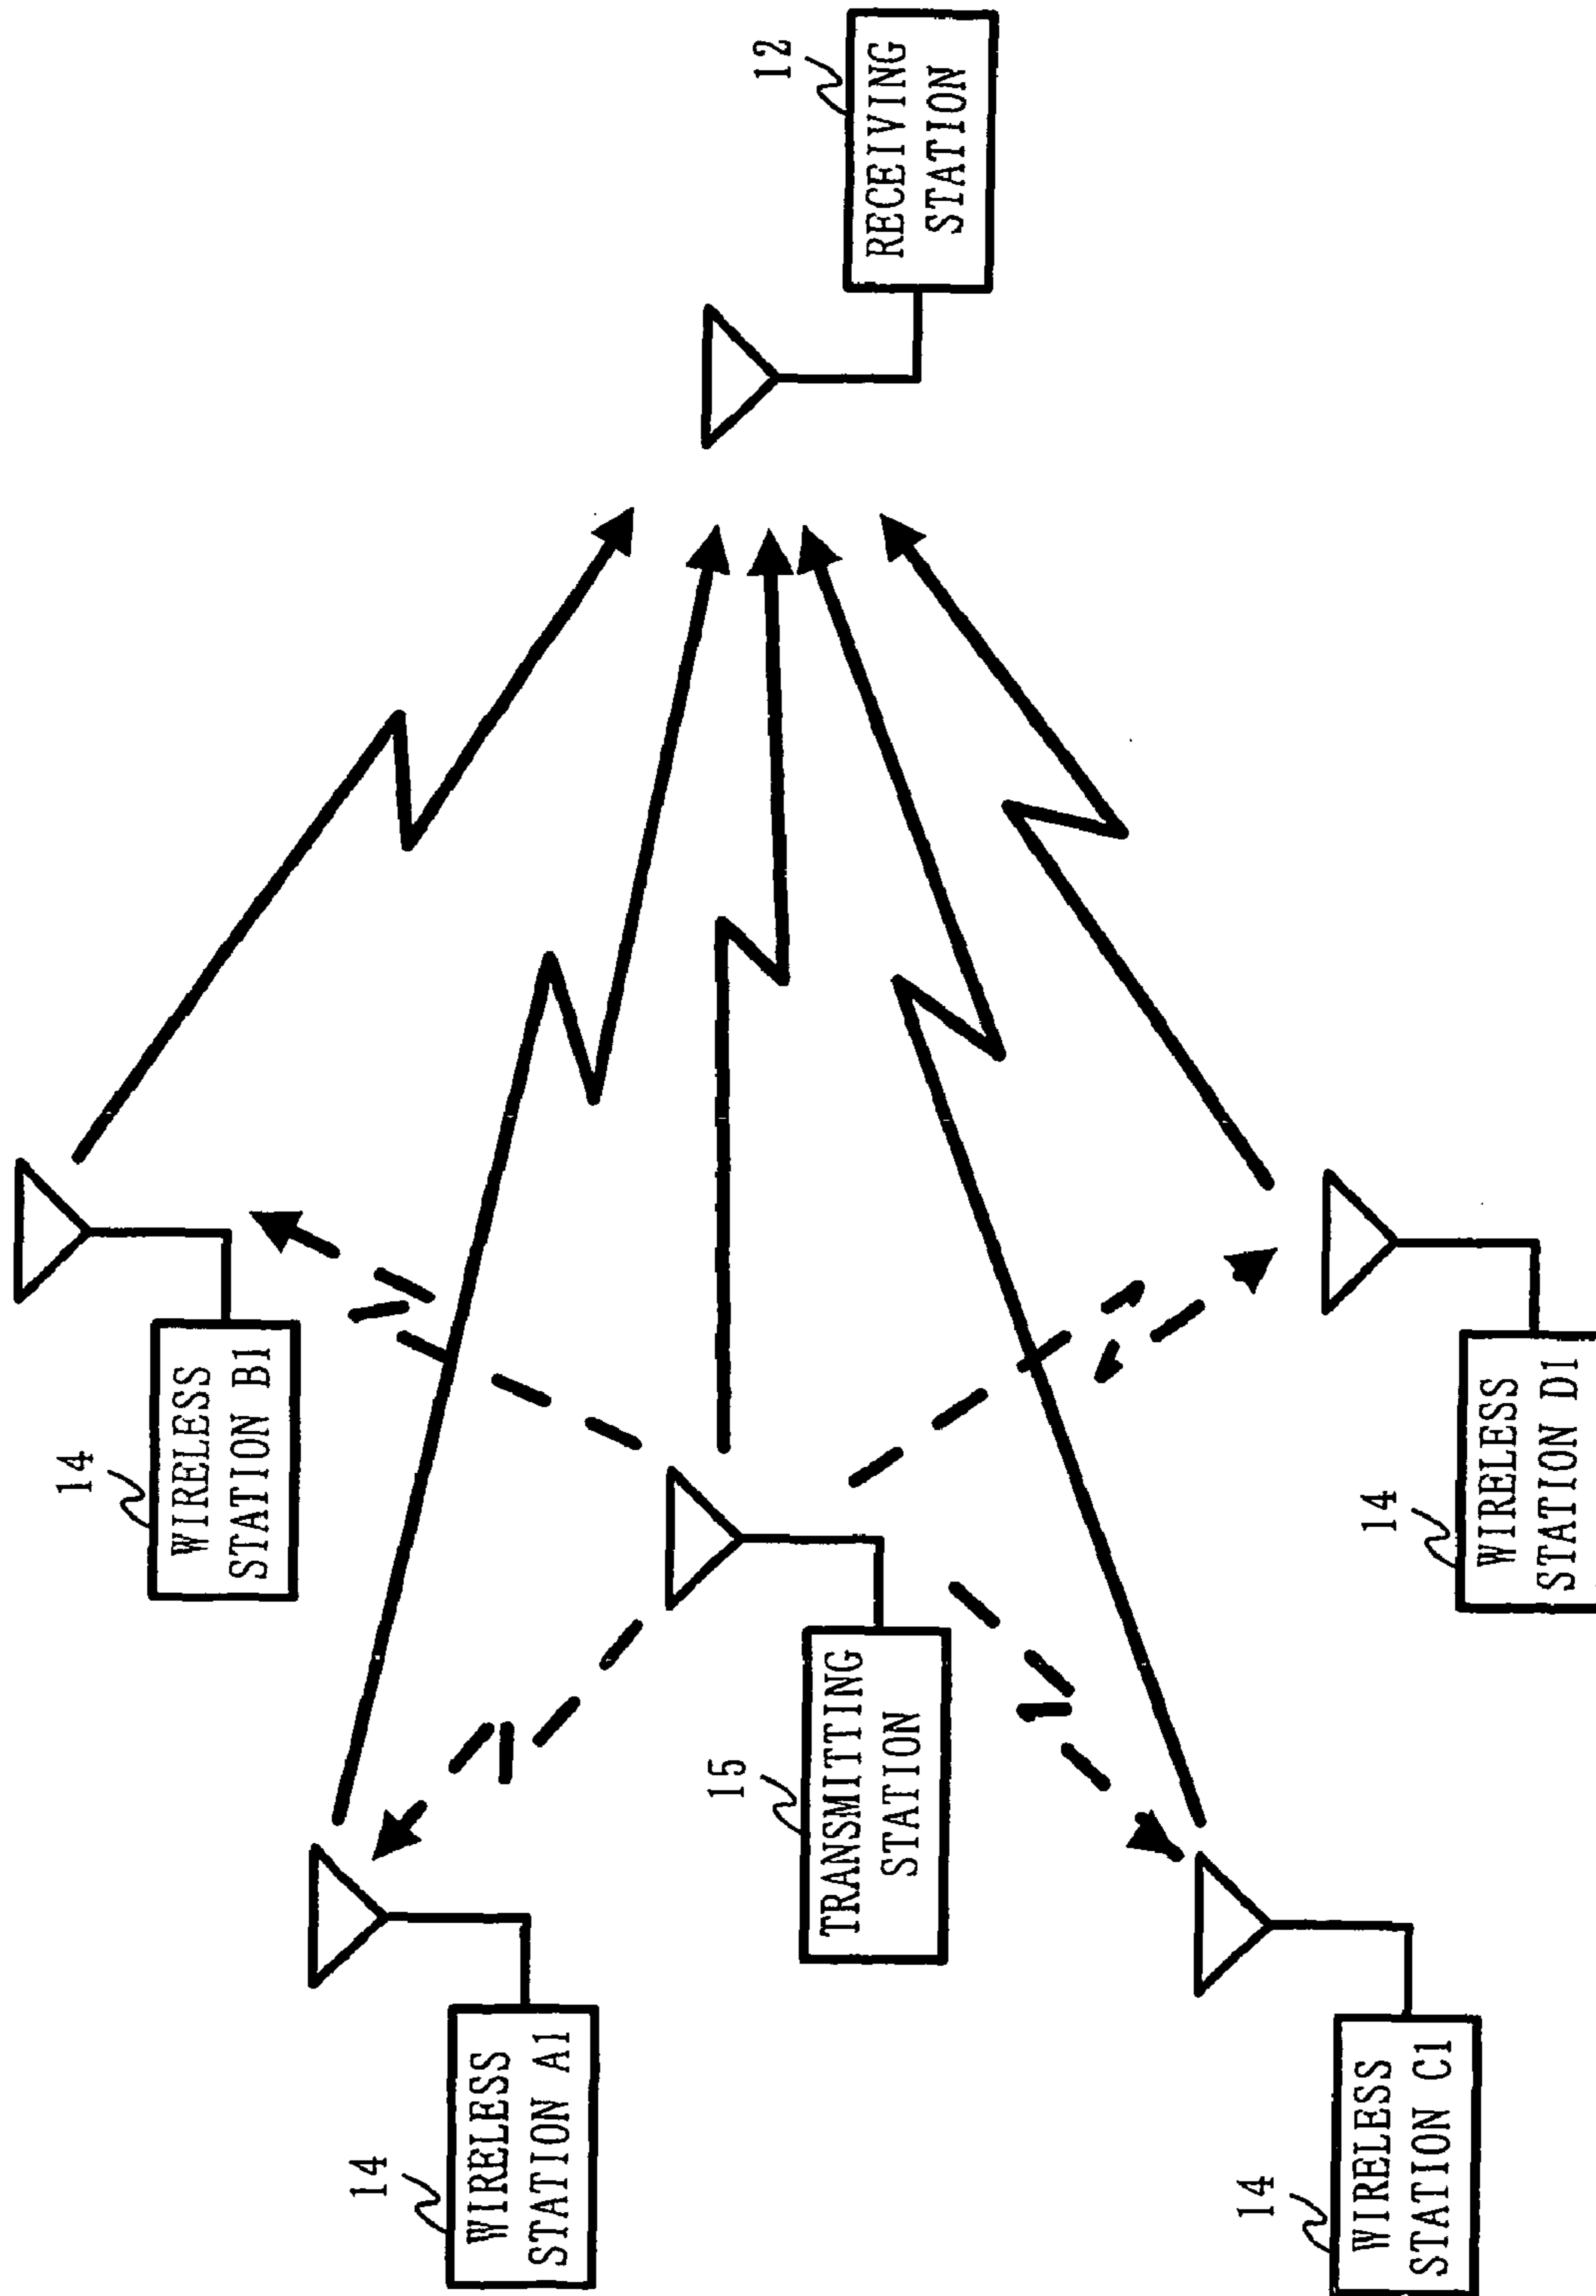 14
WIRELESS
STATION B1
14
WIRELESS
STATION A1
12
RECEIVING
STATION
15
TRANSMITTING
STATION
14
WIRELESS
STATION D1
14
WIRELESS
STATION C1